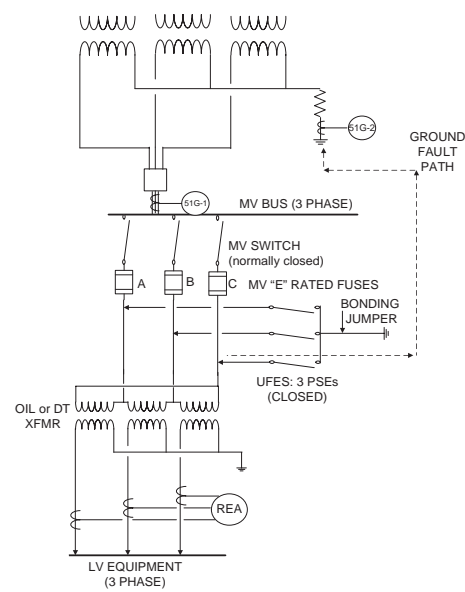 51G-2
GROUND
FAULT
PATH
51G-1
MV BUS (3 PHASE)
MV SWITCH
(normally closed)
A
B
C
MV “E” RATED FUSES
BONDING
JUMPER
UFES: 3 PSEs
(CLOSED)
OIL or DT
XFMR
REA
LV EQUIPMENT
(3 PHASE)